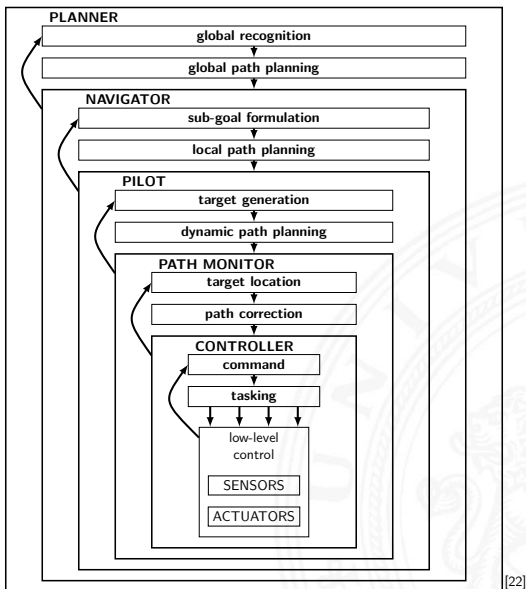 PLANNER
global recognition
global path planning
NAVIGATOR
sub-goal formulation
local path planning
PILOT
target generation
dynamic path planning
PATH MONITOR
target location
path correction
CONTROLLER
command
tasking
low-level
control
SENSORS
ACTUATORS
[22]